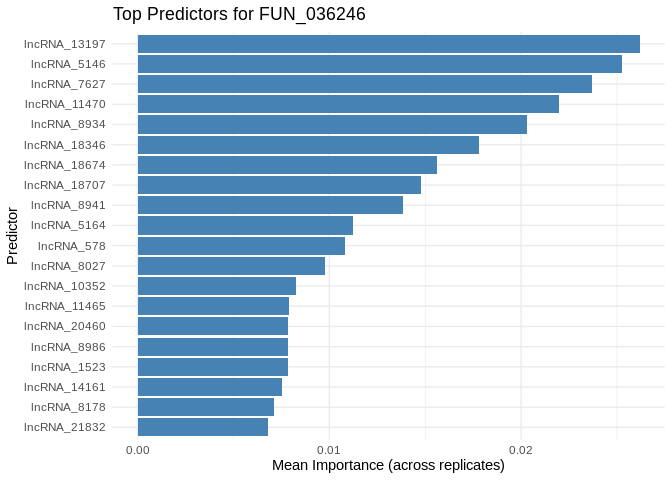 Top Predictors for FUN_036246
Predictor
lncRNA_13197
lncRNA_5146
lncRNA_7627
lncRNA_11470
lncRNA_8934
lncRNA_18346
lncRNA_18674
lncRNA_18707
lncRNA_8941
lncRNA_5164
lncRNA_578
lncRNA_8027
lncRNA_10352
lncRNA_11465
lncRNA_20460
lncRNA_8986
lncRNA_1523
lncRNA_14161
lncRNA_8178
lncRNA_21832
0.00 0.01 0.02
Mean Importance (across replicates)